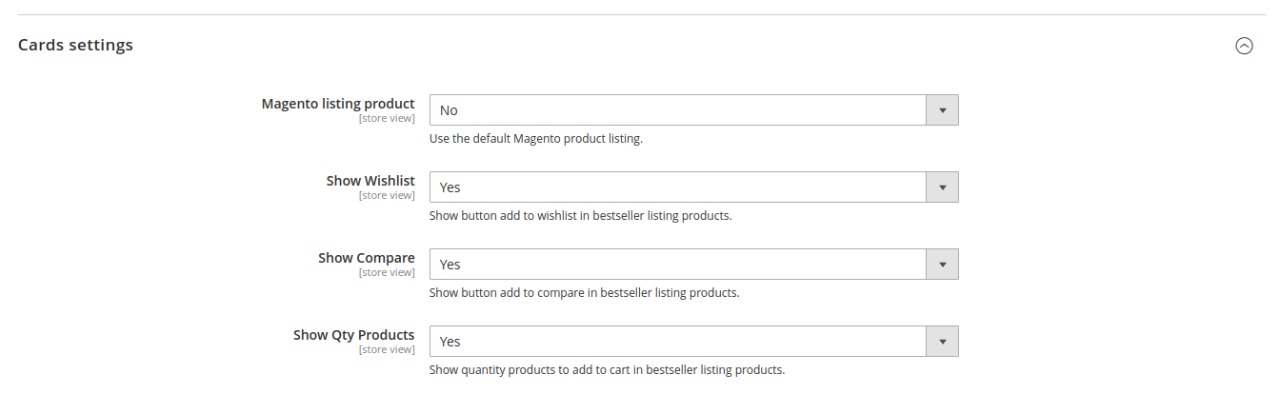 Cards settings
Magento listing product
[store view]
No
Use the default Magento product listing.
Show Wishlist
[store view]
Yes
Show button add to wishlist in bestseller listing products.
Show Compare
[store view]
Yes
Show button add to compare in bestseller listing products.
Show Qty Products
[store view]
Yes
Show quantity products to add to cart in bestseller listing products.